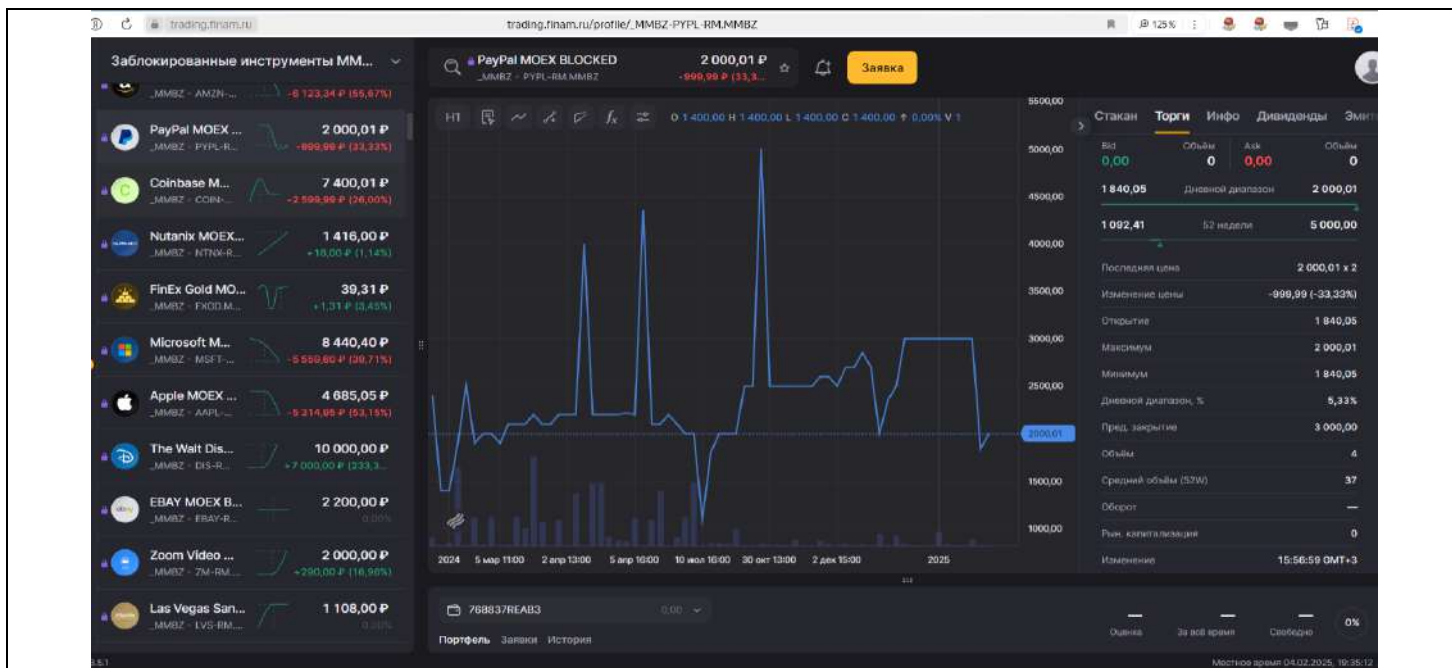 trading.finam.ru
trading.finam.ru/profile/_MMBZ-PYPL-RM.MMBZ
125 %
Заблокированные инструменты MM...
_MMBZ - AMZN-... -6 123,34 ₽ (55,67%)
PayPal MOEX ... 2 000,01 ₽
_MMBZ - PYPL-R... -999,99 ₽ (33,33%)
Coinbase M... 7 400,01 ₽
_MMBZ - COIN-... -2 599,99 ₽ (26,00%)
Nutanix MOEX... 1 416,00 ₽
_MMBZ - NTNX-R... +16,00 ₽ (1,14%)
FinEx Gold MO... 39,31 ₽
_MMBZ - FXGD.M... +1,31 ₽ (3,45%)
Microsoft M... 8 440,40 ₽
_MMBZ - MSFT-... -5 559,60 ₽ (39,71%)
Apple MOEX ... 4 685,05 ₽
_MMBZ - AAPL-... -5 314,95 ₽ (53,15%)
The Walt Dis... 10 000,00 ₽
_MMBZ - DIS-R... +7 000,00 ₽ (233,3...
EBAY MOEX B... 2 200,00 ₽
_MMBZ - EBAY-R... 0,00%
Zoom Video ... 2 000,00 ₽
_MMBZ - ZM-RM... +290,00 ₽ (16,96%)
Las Vegas San... 1 108,00 ₽
_MMBZ - LVS-RM.... 0,00%
PayPal MOEX BLOCKED 2 000,01 ₽
_MMBZ - PYPL-RM.MMBZ -999,99 ₽ (33,3...
Заявка
H1 O 1 400,00 H 1 400,00 L 1 400,00 C 1 400,00 0,00% V 1
5500,00
5000,00
4500,00
4000,00
3500,00
3000,00
2500,00
2000,01
1500,00
1000,00
2024 5 мар 11:00 2 апр 13:00 5 апр 16:00 10 июл 16:00 30 окт 13:00 2 дек 15:00 2025
768837REAB3 0,00
Портфель Заявки История
Стакан Торги Инфо Дивиденды Эмит
Bid Объём Ask Объём
0,00 0 0,00 0
1 840,05 Дневной диапазон 2 000,01
1 092,41 52 недели 5 000,00
Последняя цена 2 000,01 x 2
Изменение цены -999,99 (-33,33%)
Открытие 1 840,05
Максимум 2 000,01
Минимум 1 840,05
Дневной диапазон, % 5,33%
Пред. закрытие 3 000,00
Объём 4
Средний объём (52W) 37
Оборот —
Рын. капитализация 0
Изменение 15:56:59 GMT+3
— — — 0%
Оценка За всё время Свободно
Местное время 04.02.2025, 19:35:12